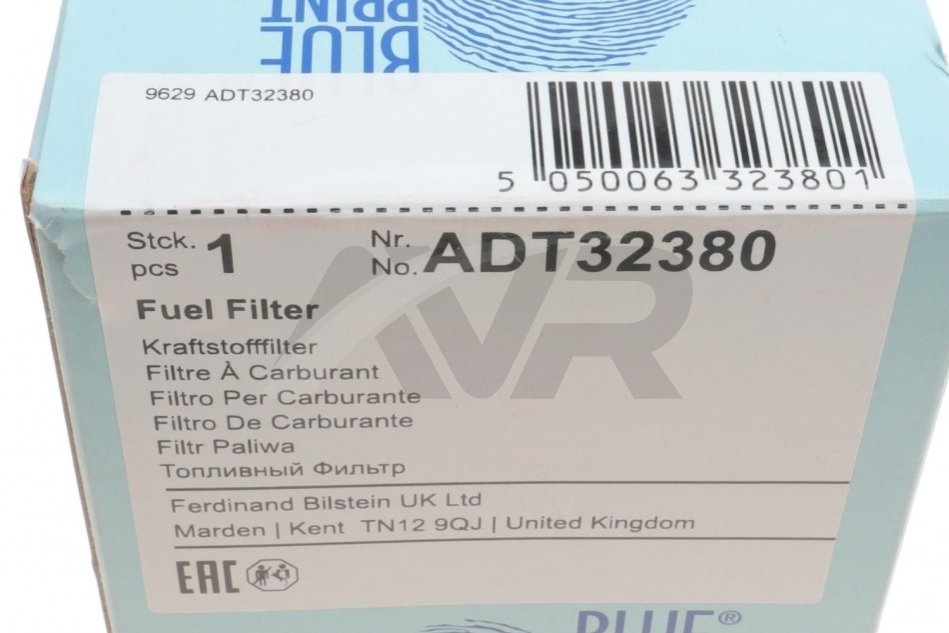 BLUE
PRINT
9629 ADT32380
5 050063 323801
Stck. 1 Nr. ADT32380
pcs No.
Fuel Filter
Kraftstofffilter
Filtre À Carburant
Filtro Per Carburante
Filtro De Carburante
Filtr Paliwa
Топливный Фильтр
Ferdinand Bilstein UK Ltd
Marden | Kent TN12 9QJ | United Kingdom
EAC
BLUE®